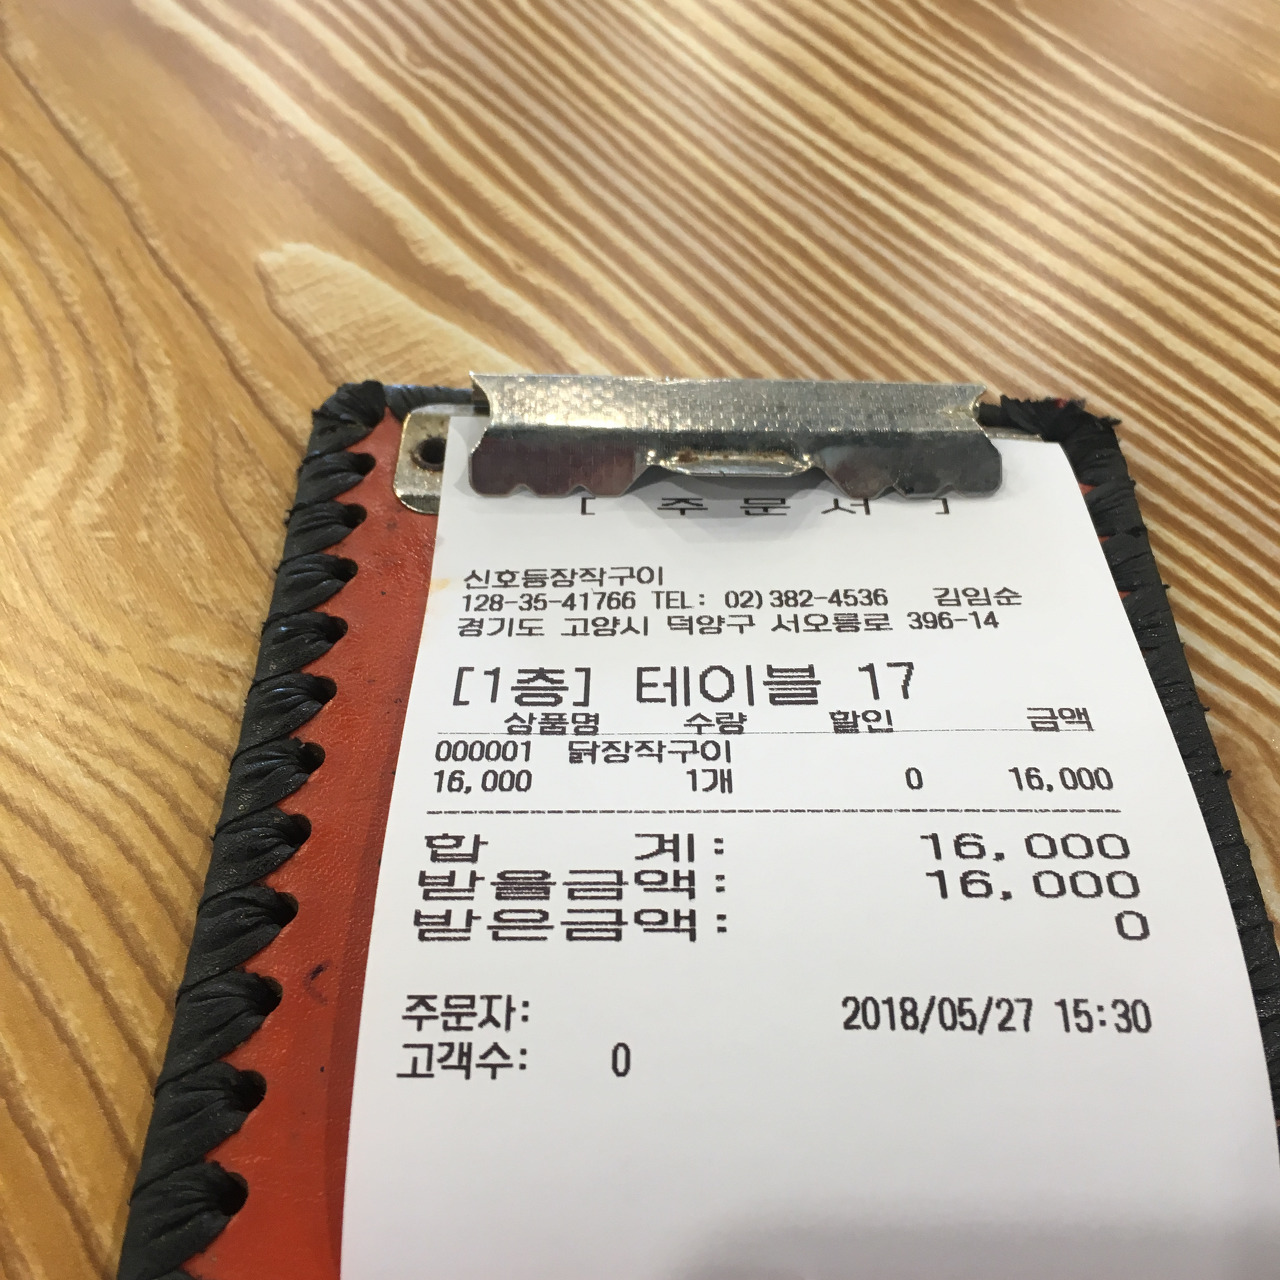 [ 주 문 서 ]
신호등장작구이
128-35-41766 TEL: 02)382-4536 김임순
경기도 고양시 덕양구 서오릉로 396-14
[1층] 테이블 17
상품명 수량 할인 금액
000001 닭장작구이
16,000 1개 0 16,000
합 계: 16,000
받을금액: 16,000
받은금액: 0
주문자: 2018/05/27 15:30
고객수: 0